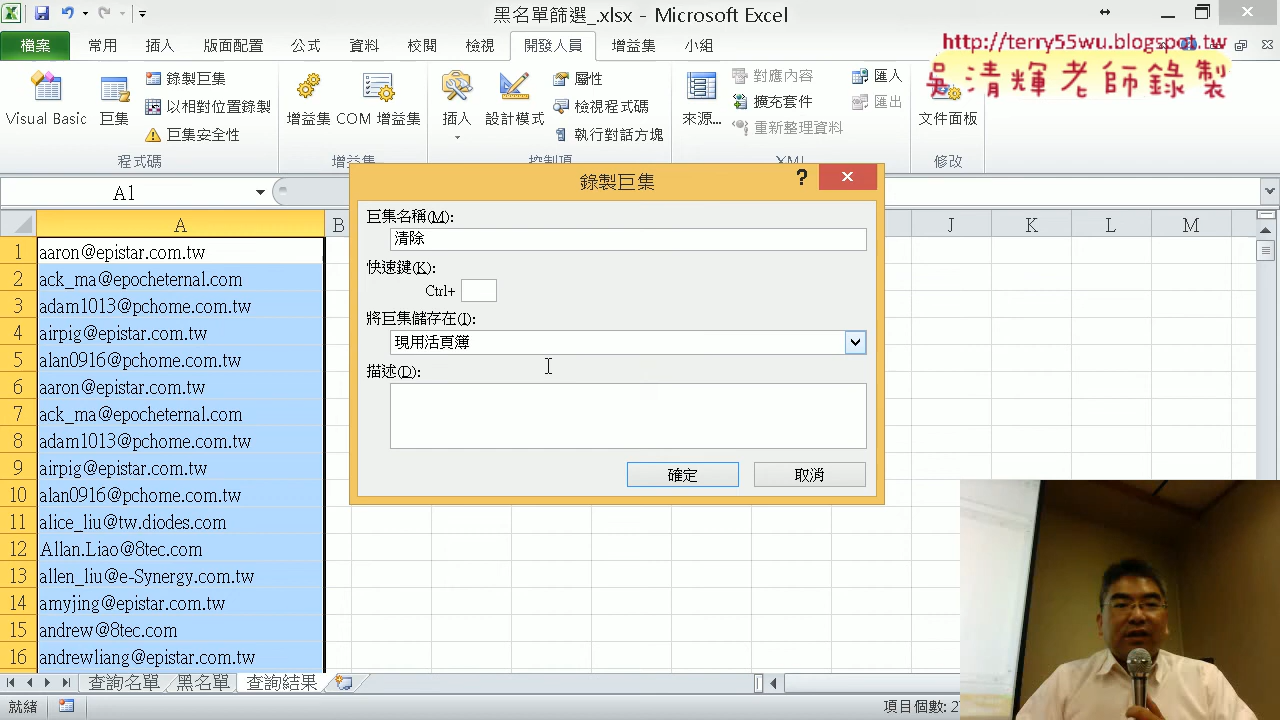 黑名單篩選_.xlsx - Microsoft Excel
檔案 常用 插入 版面配置 公式 資料 校閱 檢視 開發人員 增益集 小組
http://terry55wu.blogspot.tw
吳清輝老師錄製
Visual Basic 巨集 錄製巨集 以相對位置錄製 巨集安全性
程式碼
增益集 COM 增益集
增益集
插入 設計模式 屬性 檢視程式碼 執行對話方塊
控制項
來源... 對應內容 擴充套件 重新整理資料 匯入 匯出
XML
文件面板
修改
A1
錄製巨集
?
巨集名稱(M):
清除
快速鍵(K):
Ctrl+
將巨集儲存在(I):
現用活頁簿
描述(D):
確定 取消
A B J K L M
1 aaron@epistar.com.tw
2 ack_ma@epocheternal.com
3 adam1013@pchome.com.tw
4 airpig@epistar.com.tw
5 alan0916@pchome.com.tw
6 aaron@epistar.com.tw
7 ack_ma@epocheternal.com
8 adam1013@pchome.com.tw
9 airpig@epistar.com.tw
10 alan0916@pchome.com.tw
11 alice_liu@tw.diodes.com
12 Allan.Liao@8tec.com
13 allen_liu@e-Synergy.com.tw
14 amyjing@epistar.com.tw
15 andrew@8tec.com
16 andrewliang@epistar.com.tw
查詢名單 黑名單 查詢結果
就緒
項目個數: 2